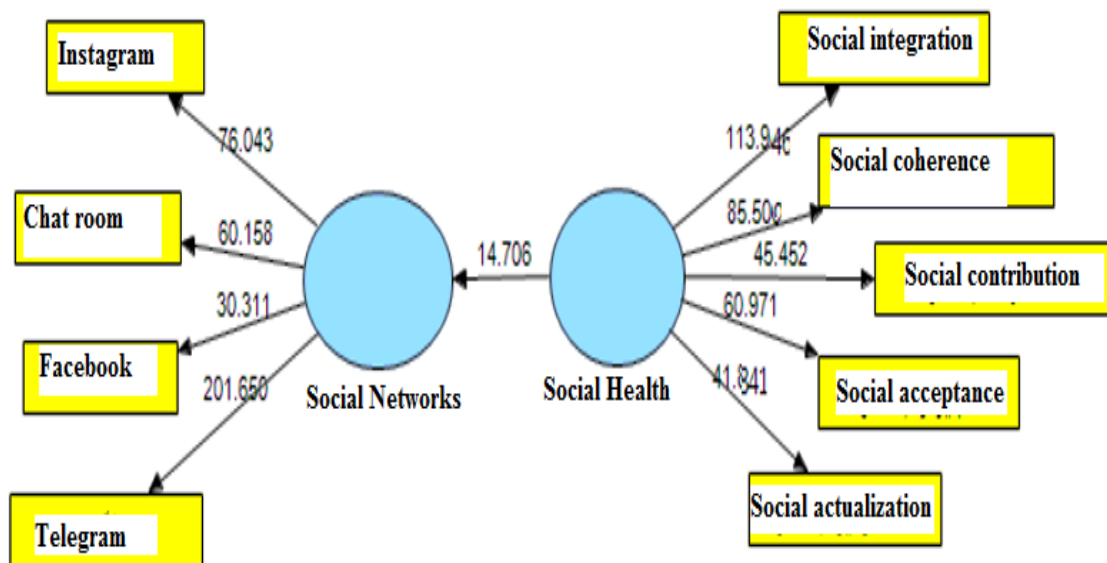 Instagram
Social integration
76.043
113.946
Social coherence
Chat room
85.500
60.158
14.706
45.452
Social contribution
30.311
60.971
Facebook
201.650
Social Networks
Social Health
41.841
Social acceptance
Social actualization
Telegram